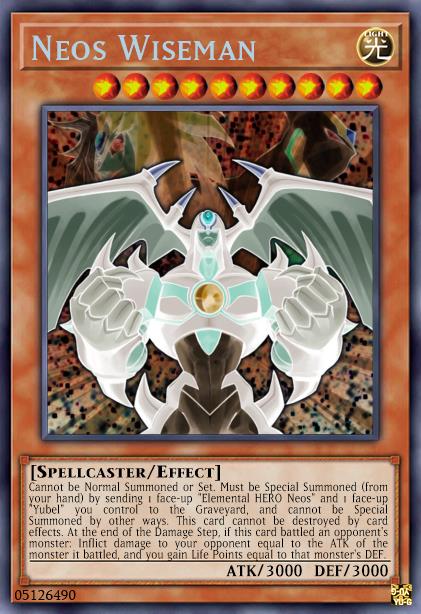 NEOS WISEMAN
LIGHT
光
[SPELLCASTER/EFFECT]
Cannot be Normal Summoned or Set. Must be Special Summoned (from
your hand) by sending 1 face-up "Elemental HERO Neos" and 1 face-up
"Yubel" you control to the Graveyard, and cannot be Special
Summoned by other ways. This card cannot be destroyed by card
effects. At the end of the Damage Step, if this card battled an opponent's
monster: Inflict damage to your opponent equal to the ATK of the
monster it battled, and you gain Life Points equal to that monster's DEF.
ATK/3000 DEF/3000
05126490